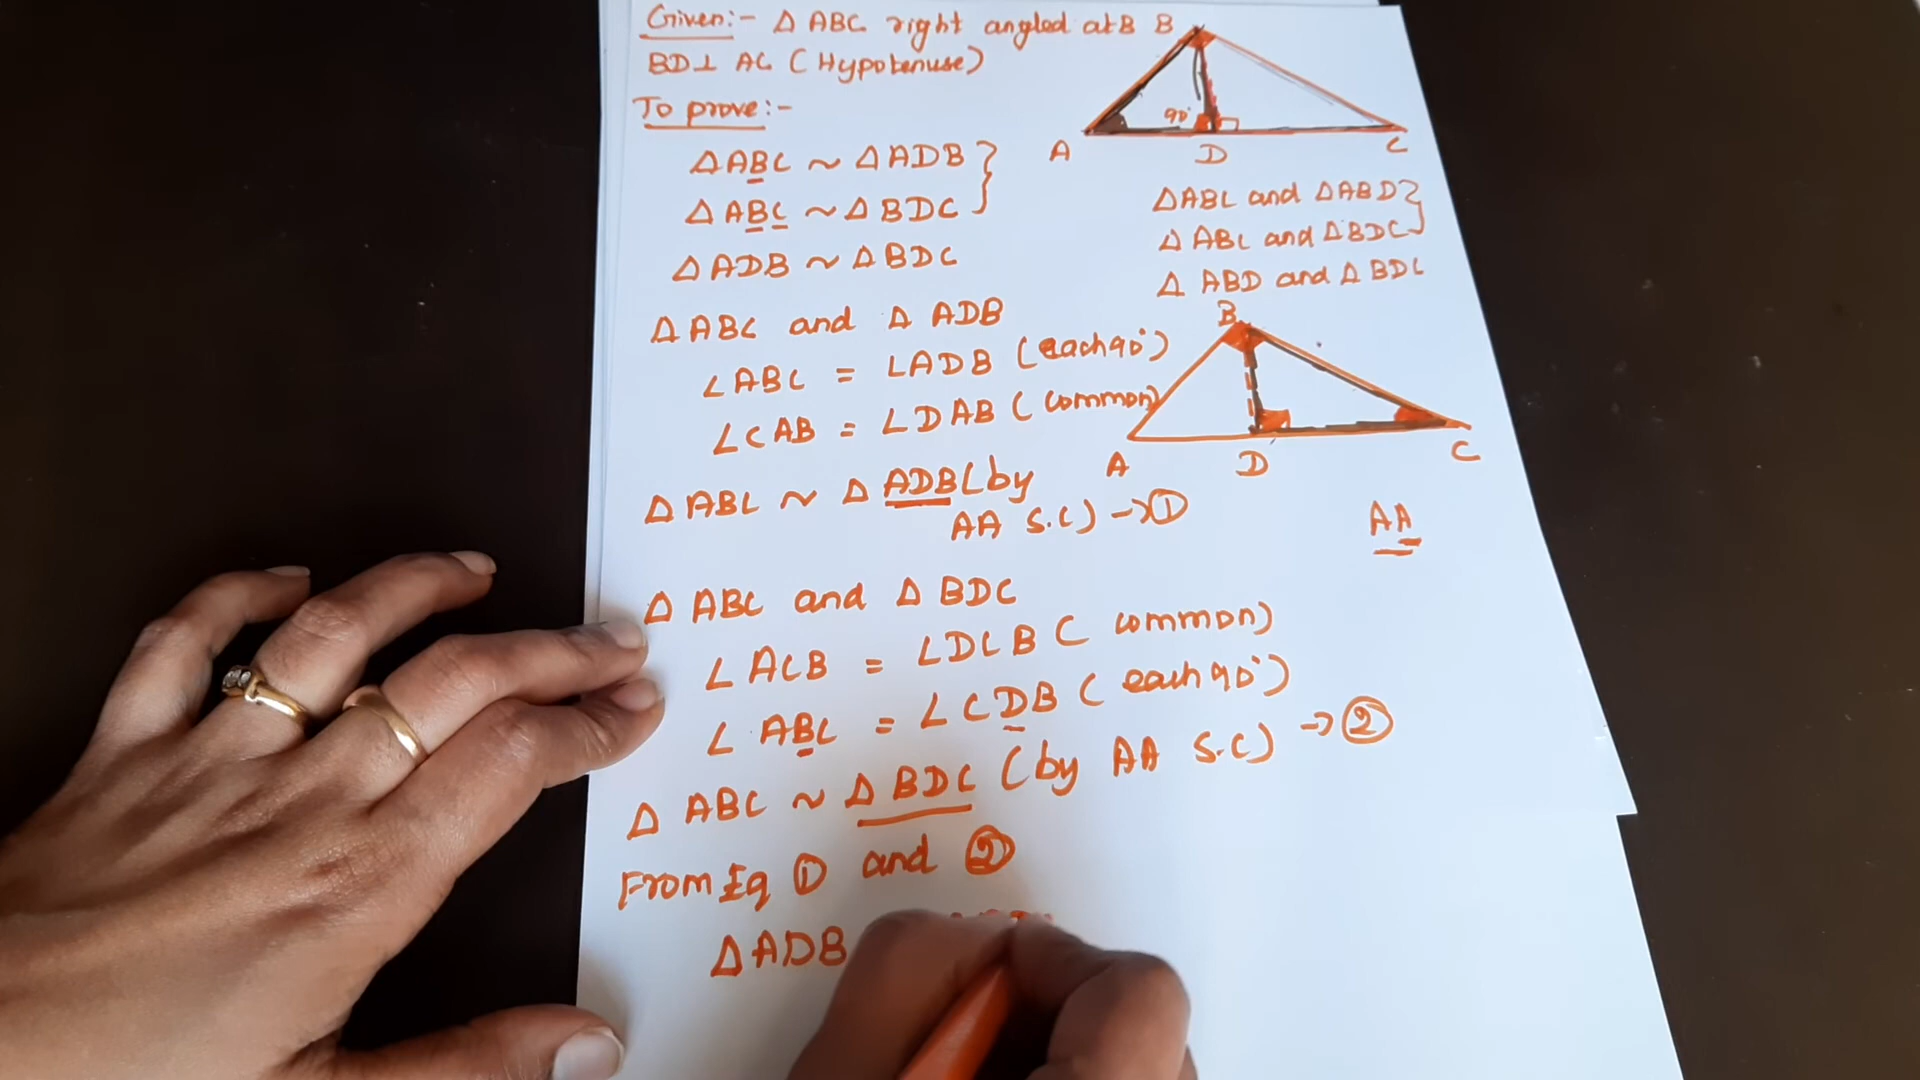 Given:- △ ABC right angled at B
BD⊥ AC (Hypotenuse)
To prove:-
△ABC ~ △ADB
△ABC ~ △BDC
△ADB ~ △BDC
B
90°
A D C
△ABC and △ABD
△ ABC and △BDC
△ ABD and △ BDC
△ABC and △ ADB
∠ABC = ∠ADB (each 90°)
∠CAB = ∠DAB (common)
△ ABC ~ △ ADB (by
AA S.C) → ①
B
A D C
AA
△ ABC and △ BDC
∠ ACB = ∠DCB ( common)
∠ ABC = ∠CDB ( each 90°)
△ ABC ~ △ BDC (by AA S.C) → ②
From Eq ① and ②
△ADB